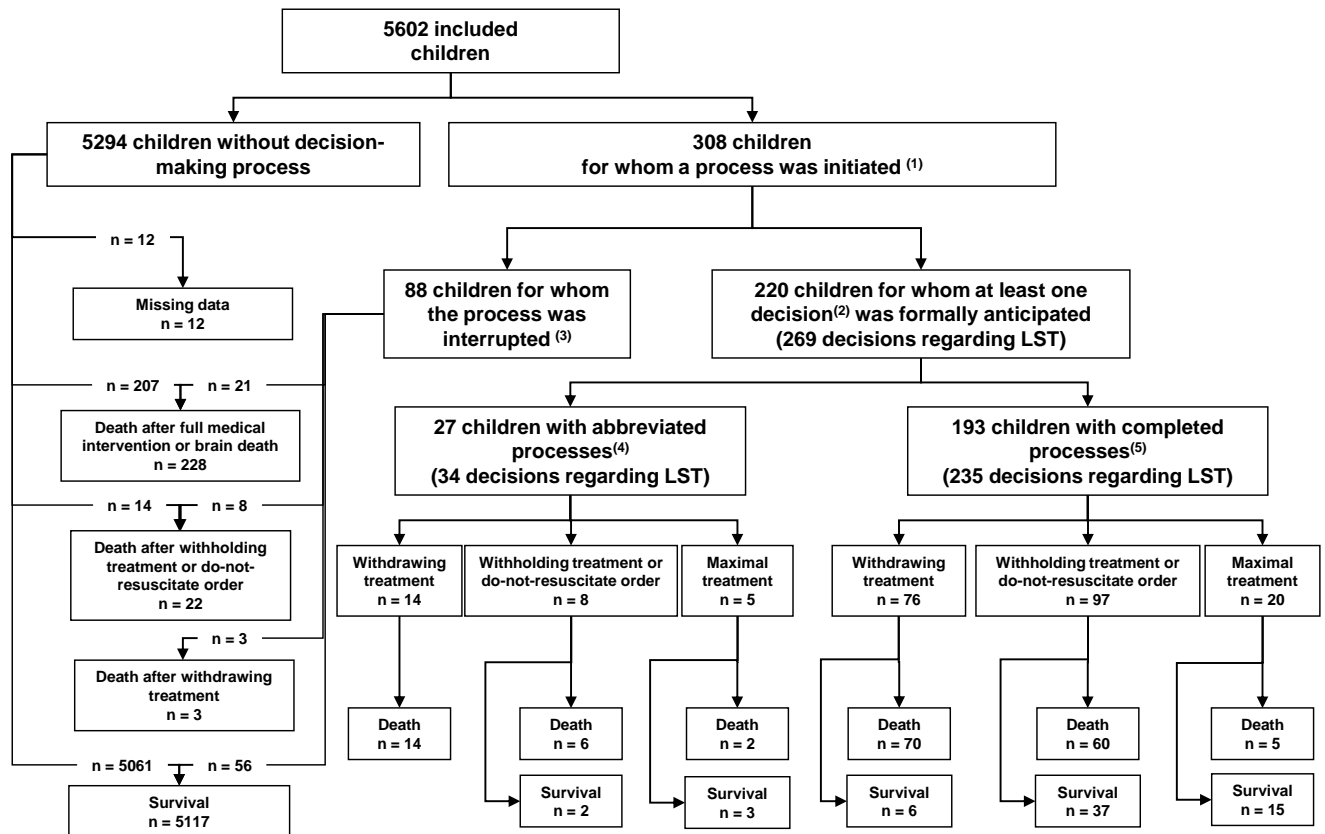 5602 included
children
5294 children without decision-
making process
308 children
for whom a process was initiated (1)
n = 12
Missing data
n = 12
88 children for whom
the process was
interrupted (3)
220 children for whom at least one
decision(2) was formally anticipated
(269 decisions regarding LST)
n = 207
n = 21
Death after full medical
intervention or brain death
n = 228
27 children with abbreviated
processes(4)
(34 decisions regarding LST)
193 children with completed
processes(5)
(235 decisions regarding LST)
n = 14
n = 8
Death after withholding
treatment or do-not-
resuscitate order
n = 22
Withdrawing
treatment
n = 14
Withholding treatment or
do-not-resuscitate order
n = 8
Maximal
treatment
n = 5
Withdrawing
treatment
n = 76
Withholding treatment or
do-not-resuscitate order
n = 97
Maximal
treatment
n = 20
n = 3
Death after withdrawing
treatment
n = 3
Death
n = 14
Death
n = 6
Death
n = 2
Death
n = 70
Death
n = 60
Death
n = 5
n = 5061
n = 56
Survival
n = 5117
Survival
n = 2
Survival
n = 3
Survival
n = 6
Survival
n = 37
Survival
n = 15